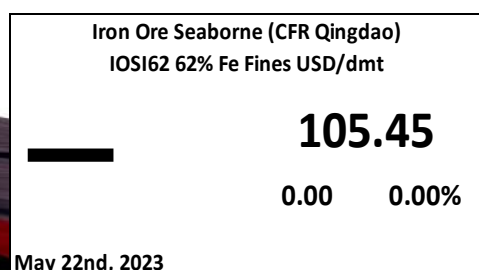 Iron Ore Seaborne (CFR Qingdao)
IOSI62 62% Fe Fines USD/dmt
105.45
0.00 0.00%
May 22nd, 2023